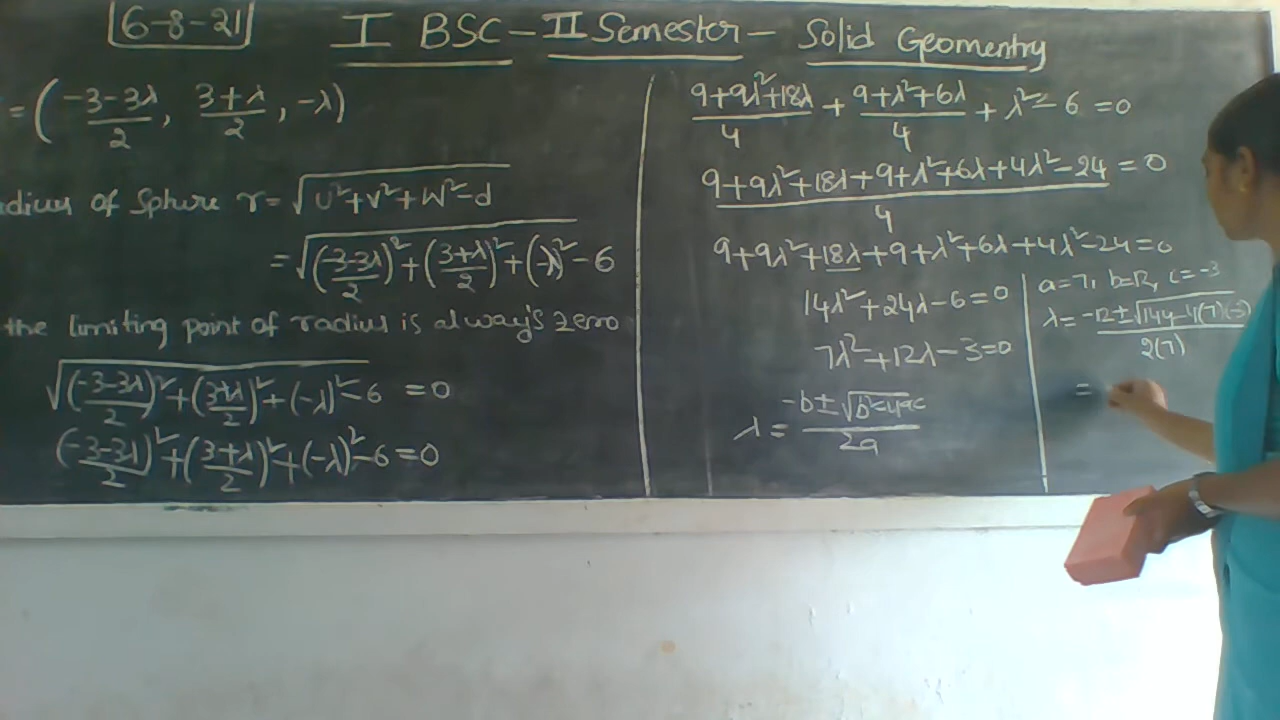 6-8-21
I BSC - II Semester - Solid Geomentry
= (-3-3λ/2, 3+λ/2, -λ)
dius of Sphere r = √(U²+V²+W²-d)
= √((-3-3λ/2)²+(3+λ/2)²+(-λ)²-6)
the limiting point of radius is alway's zero
√((-3-3λ/2)²+(3+λ/2)²+(-λ)²-6) = 0
(-3-3λ/2)²+(3+λ/2)²+(-λ)²-6=0
9+9λ²+18λ/4 + 9+λ²+6λ/4 + λ²-6 = 0
9+9λ²+18λ+9+λ²+6λ+4λ²-24/4 = 0
9+9λ²+18λ+9+λ²+6λ+4λ²-24=0
14λ²+24λ-6=0
7λ²+12λ-3=0
λ = -b±√(b²-4ac)/2a
a=7, b=12, c=-3
λ = -12±√(144-4(7)(-3))/2(7)
=